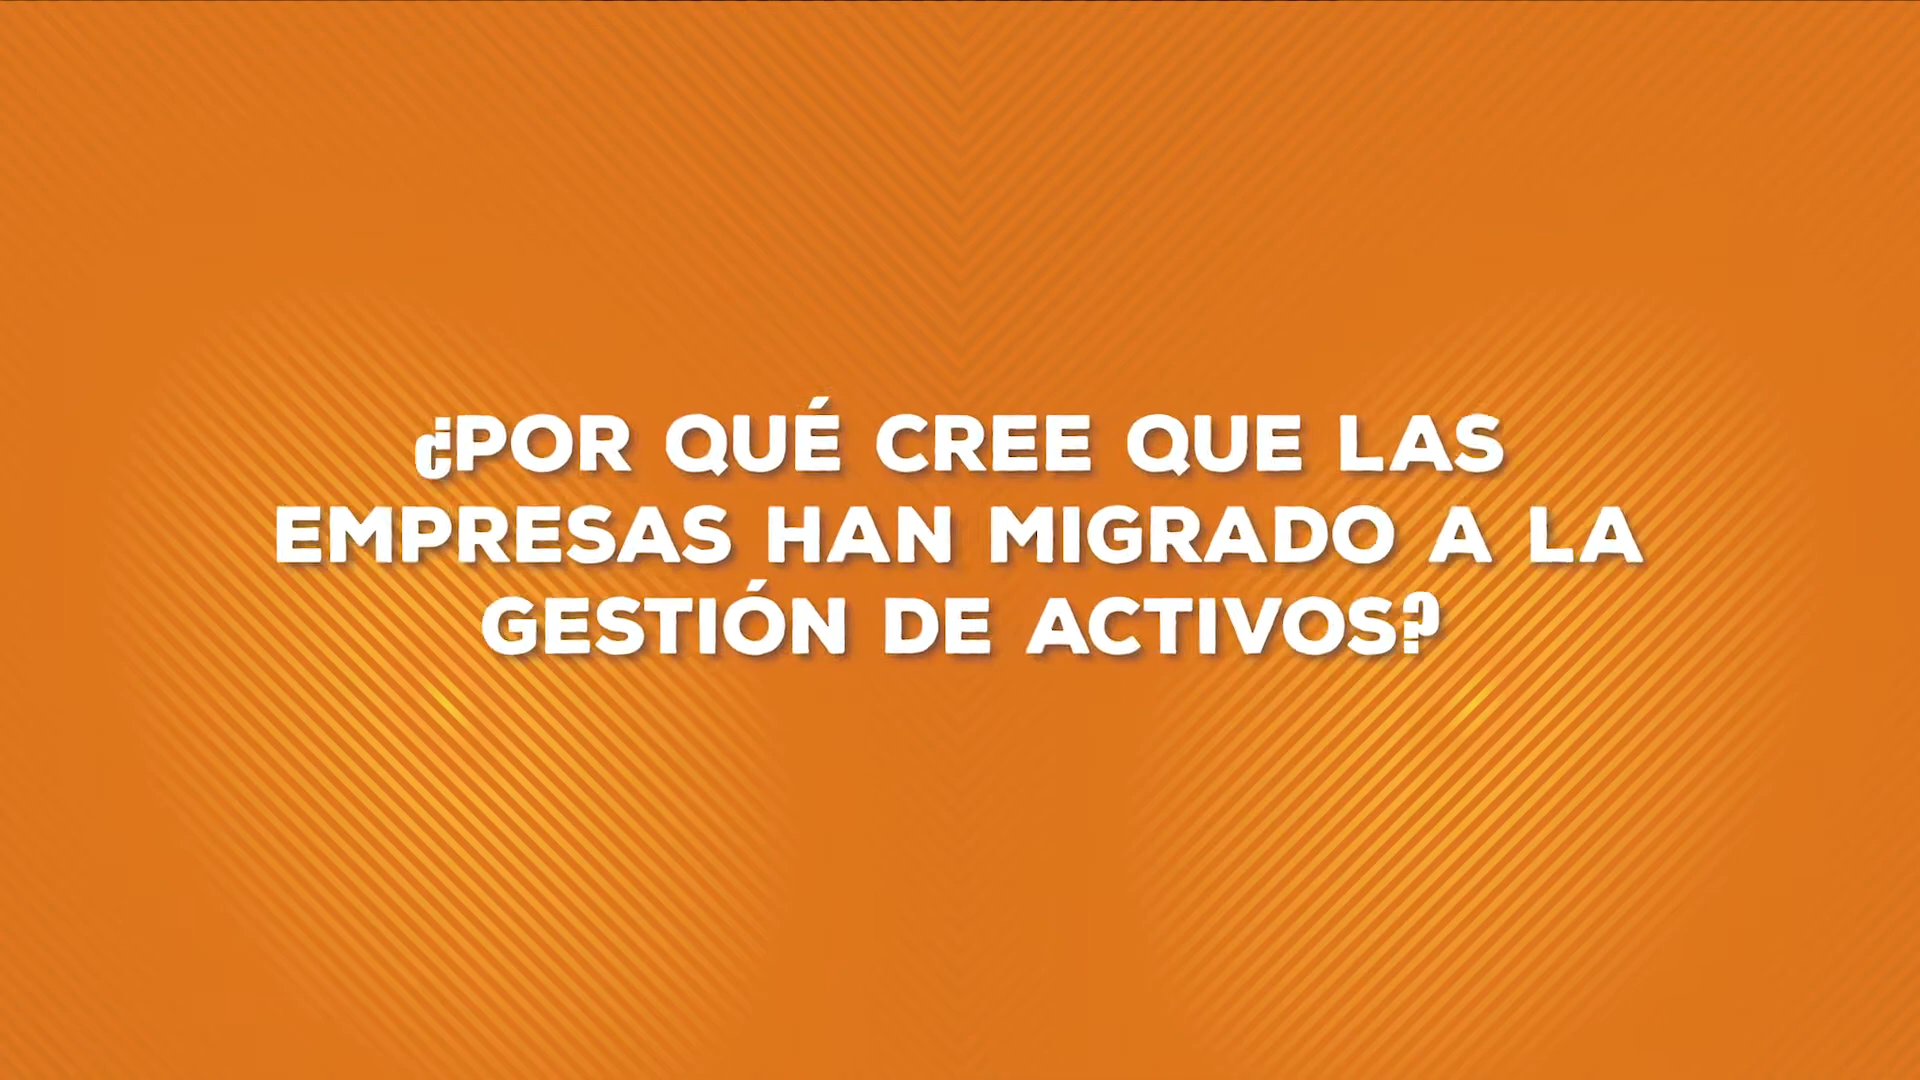 ¿POR QUÉ CREE QUE LAS
EMPRESAS HAN MIGRADO A LA
GESTIÓN DE ACTIVOS?